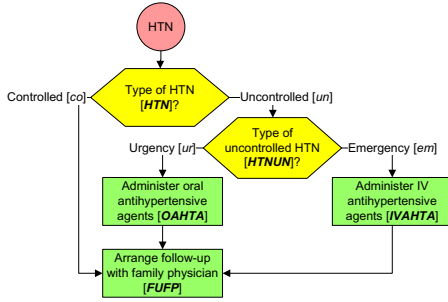 HTN
Type of HTN
[HTN]?
Controlled [co]
Uncontrolled [un]
Type of
uncontrolled HTN
[HTNUN]?
Urgency [ur]
Emergency [em]
Administer oral
antihypertensive
agents [OAHTA]
Administer IV
antihypertensive
agents [IVAHTA]
Arrange follow-up
with family physician
[FUFP]